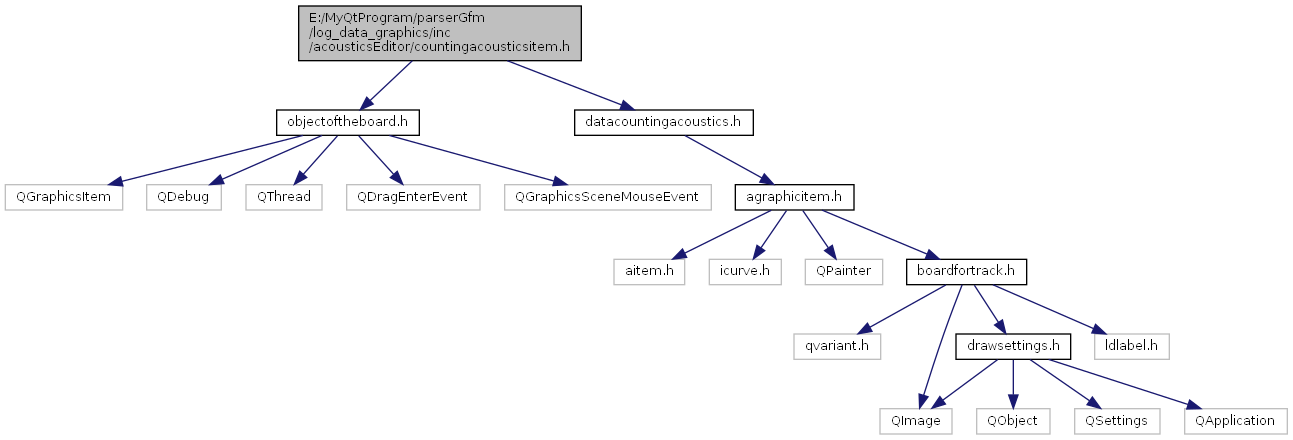 E:/MyQtProgram/parserGfm
/log_data_graphics/inc
/acousticsEditor/countingacousticsitem.h
objectoftheboard.h
datacountingacoustics.h
QGraphicsItem
QDebug
QThread
QDragEnterEvent
QGraphicsSceneMouseEvent
agraphicitem.h
aitem.h
icurve.h
QPainter
boardfortrack.h
qvariant.h
drawsettings.h
ldlabel.h
QImage
QObject
QSettings
QApplication